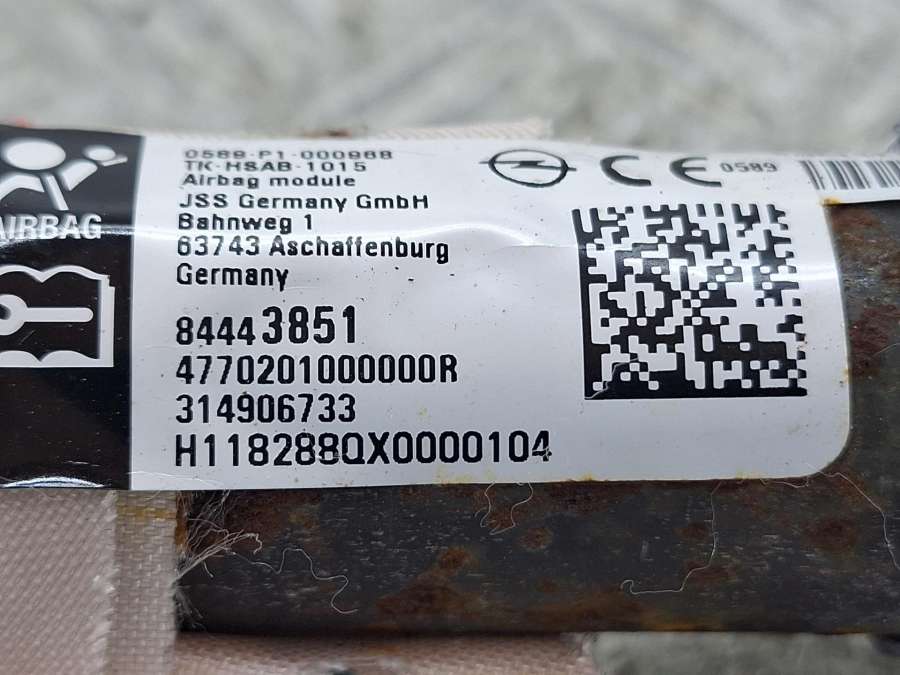 AIRBAG
0589-P1-000968
TK-HSAB-1015
Airbag module
JSS Germany GmbH
Bahnweg 1
63743 Aschaffenburg
Germany
CE 0589
84443851
4770201000000R
314906733
H118288QX0000104